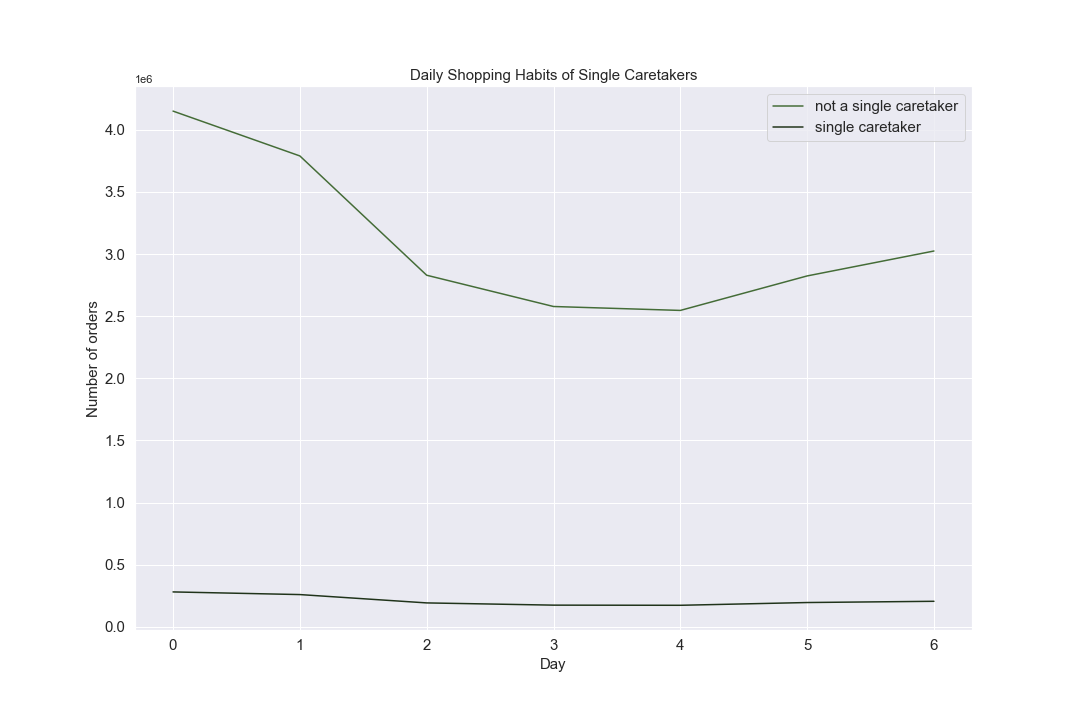 Daily Shopping Habits of Single Caretakers
1e6
not a single caretaker
single caretaker
4.0
3.5
3.0
2.5
2.0
1.5
1.0
0.5
0.0
Number of orders
0 1 2 3 4 5 6
Day